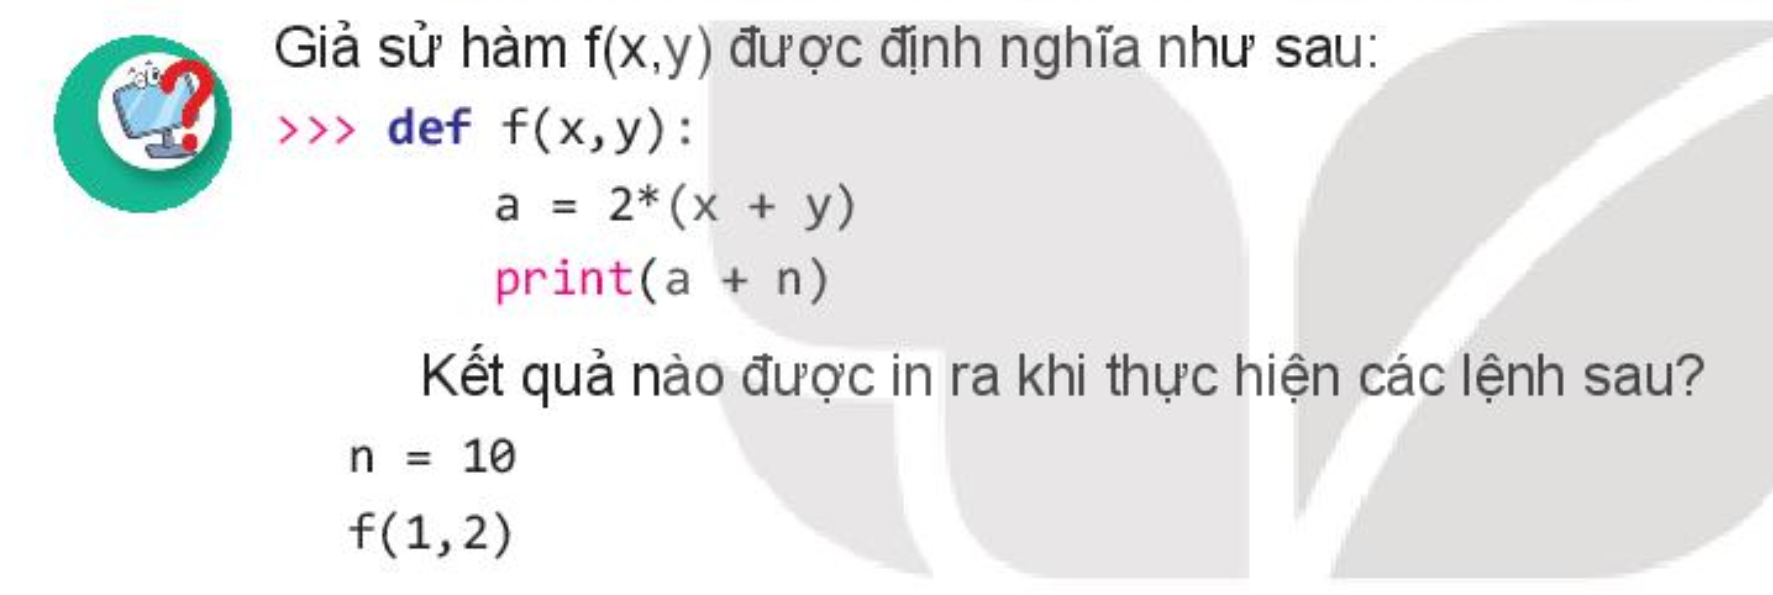 Giả sử hàm f(x,y) được định nghĩa như sau:
>>> def f(x,y):
a = 2*(x + y)
print(a + n)
Kết quả nào được in ra khi thực hiện các lệnh sau?
n = 10
f(1,2)